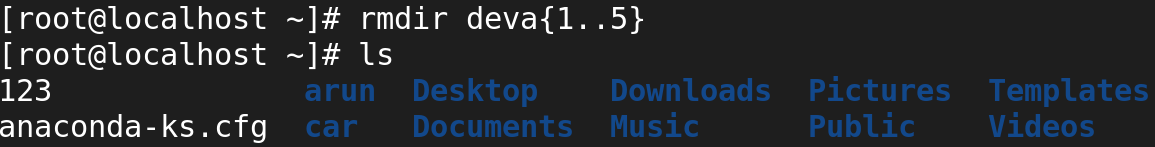 [root@localhost ~]# rmdir deva{1..5}
[root@localhost ~]# ls
123              arun  Desktop    Downloads  Pictures  Templates
anaconda-ks.cfg  car   Documents  Music      Public    Videos